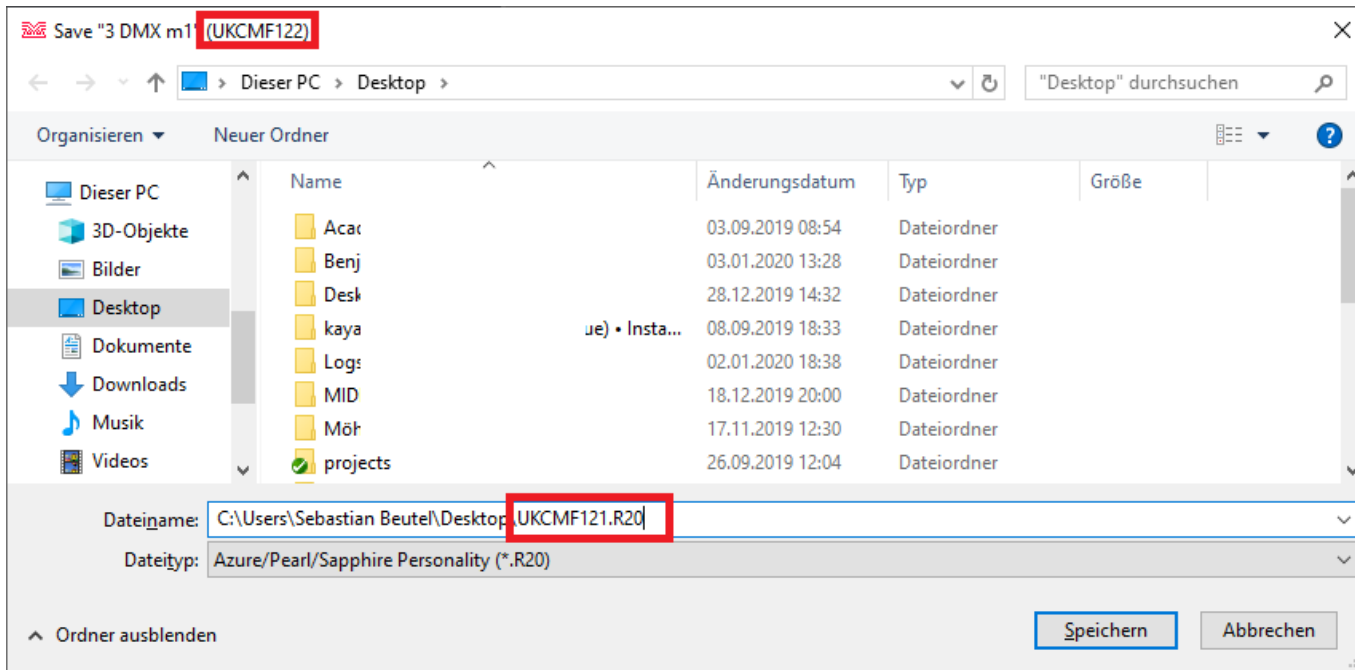 Save "3 DMX m1" (UKCMF122)
Dieser PC > Desktop >
"Desktop" durchsuchen
Organisieren Neuer Ordner
Name Änderungsdatum Typ Größe
Dieser PC
3D-Objekte
Bilder
Desktop
Dokumente
Downloads
Musik
Videos
Acad 03.09.2019 08:54 Dateiordner
Benj 03.01.2020 13:28 Dateiordner
Desk 28.12.2019 14:32 Dateiordner
kaya ue) • Insta... 08.09.2019 18:33 Dateiordner
Logs 02.01.2020 18:38 Dateiordner
MID 18.12.2019 20:00 Dateiordner
Möh 17.11.2019 12:30 Dateiordner
projects 26.09.2019 12:04 Dateiordner
Dateiname: C:\Users\Sebastian Beutel\Desktop\UKCMF121.R20
Dateityp: Azure/Pearl/Sapphire Personality (*.R20)
Ordner ausblenden
Speichern Abbrechen